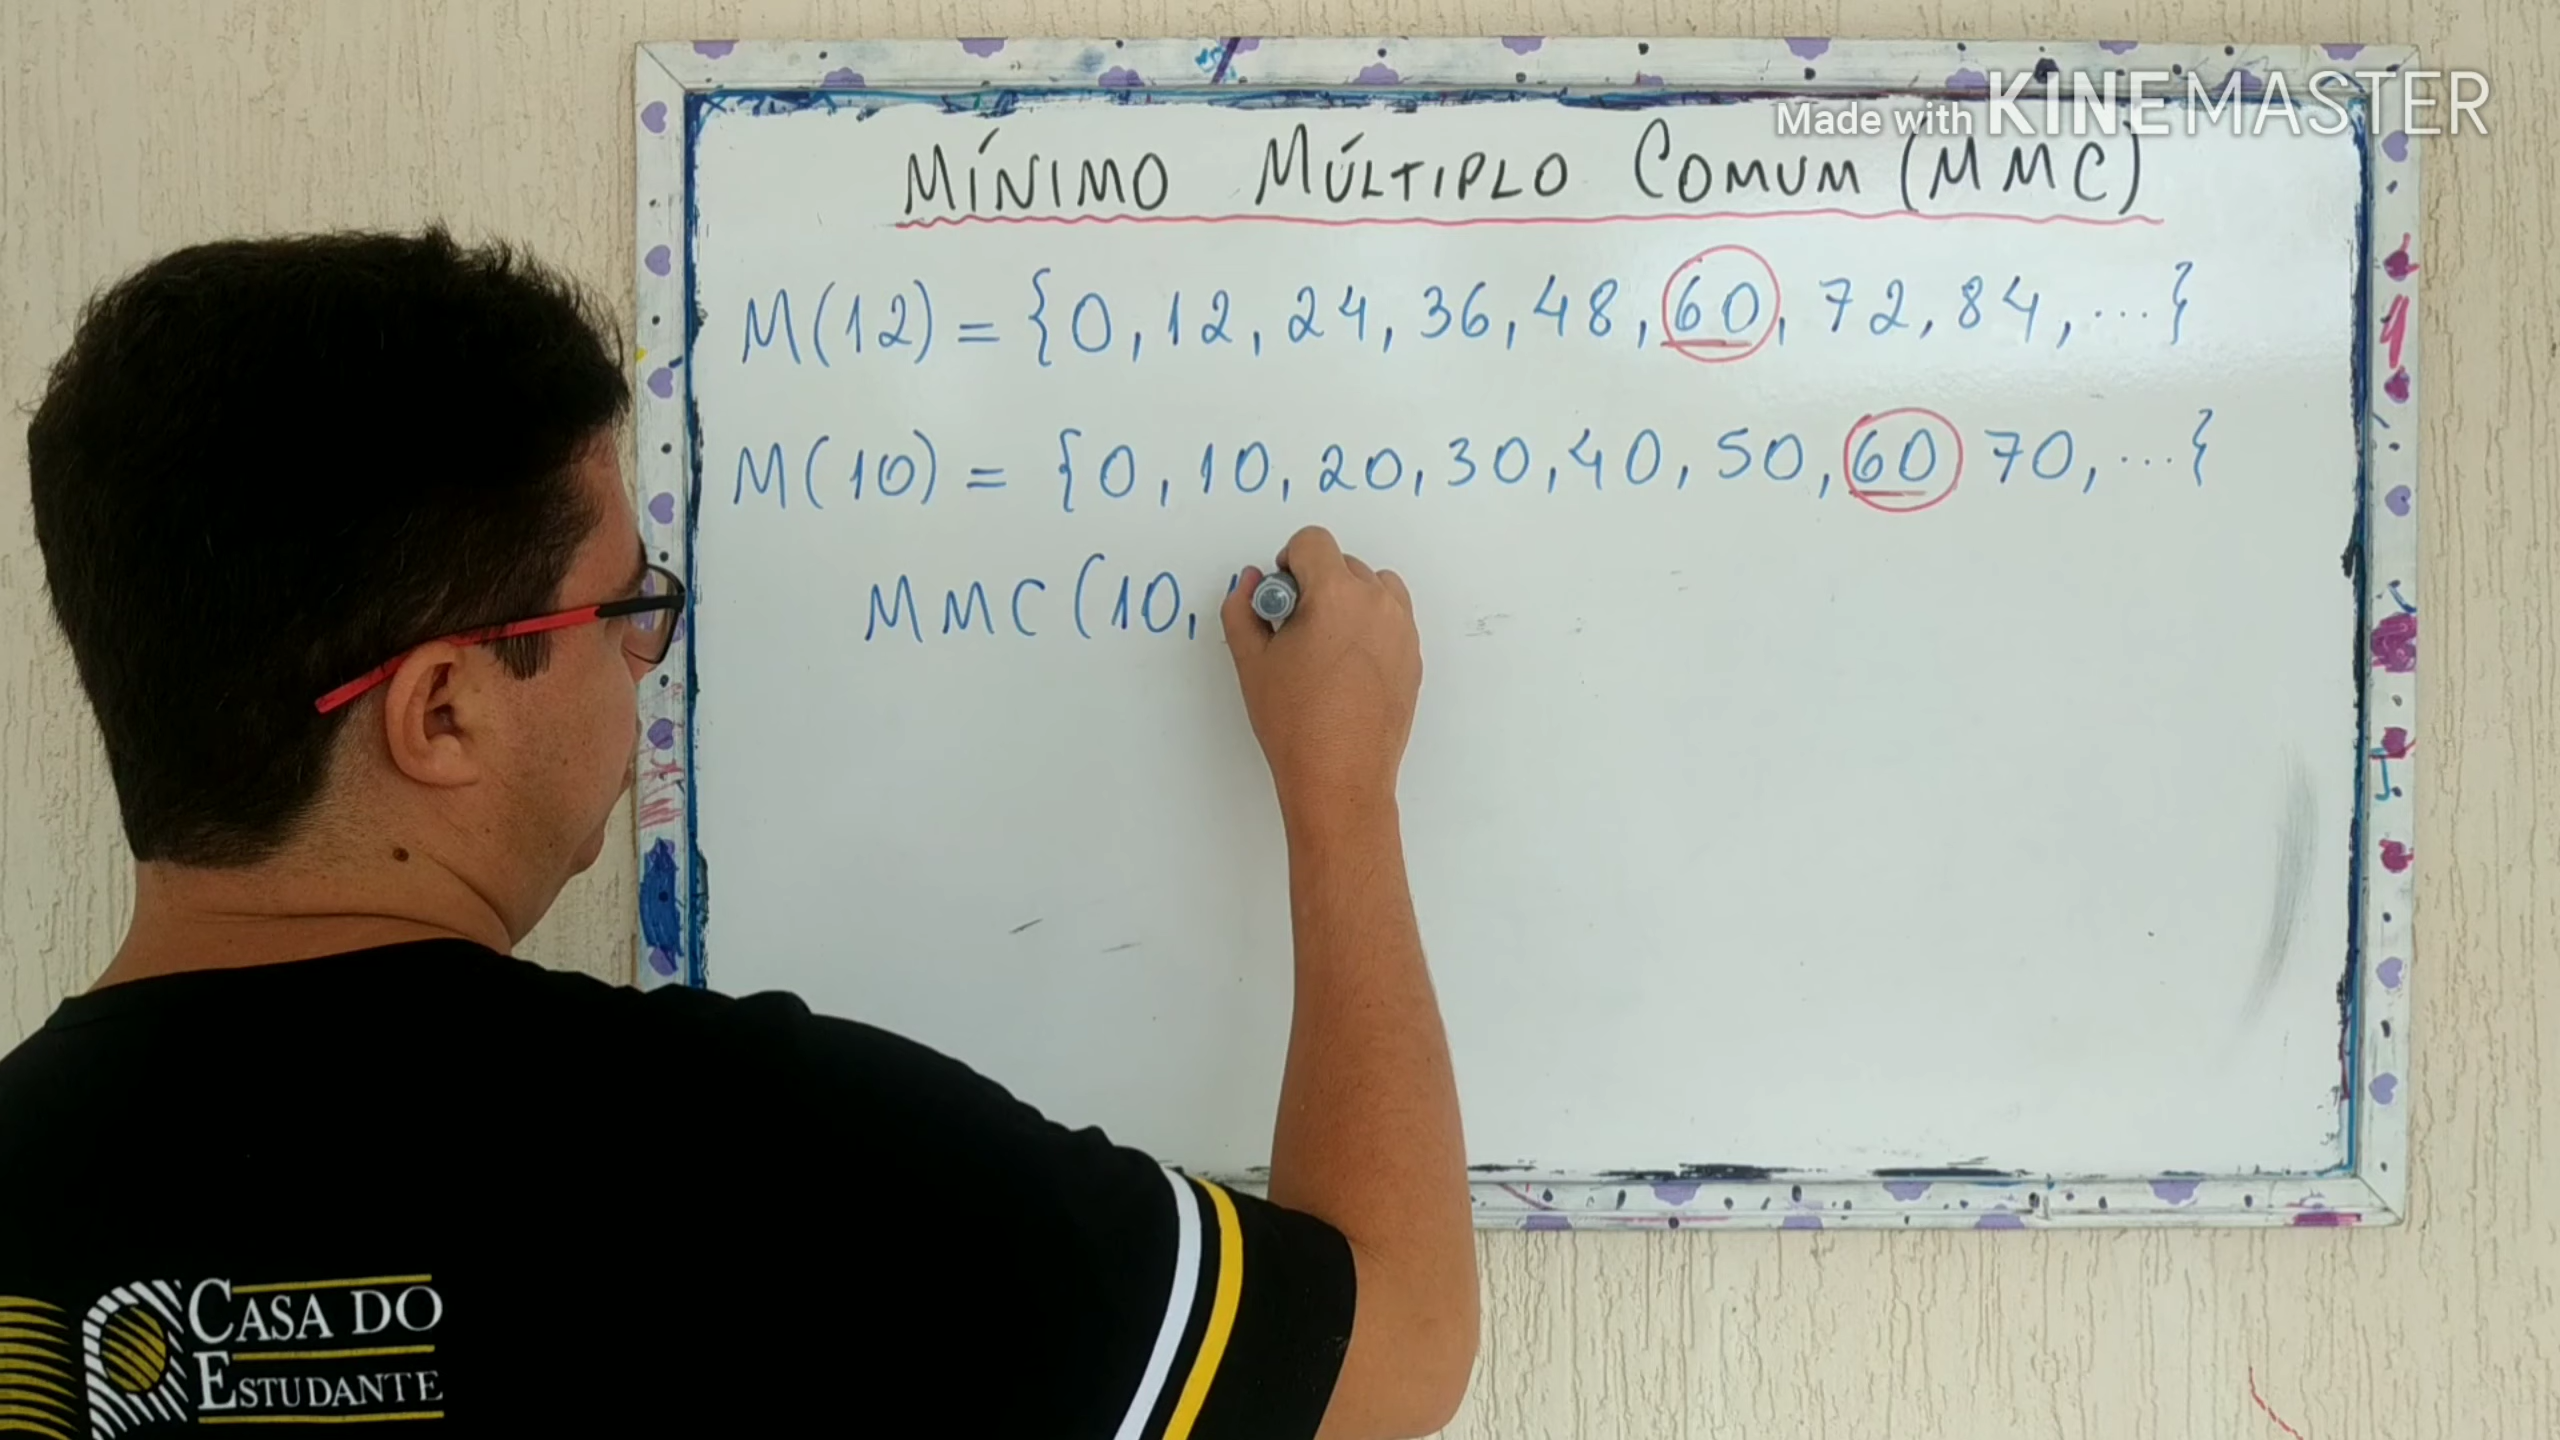 Made with KINEMASTER
MÍNIMO MÚLTIPLO COMUM (MMC)
M(12) = {0, 12, 24, 36, 48, 60, 72, 84, ...}
M(10) = {0, 10, 20, 30, 40, 50, 60 70, ...}
MMC (10,
CASA DO
ESTUDANTE